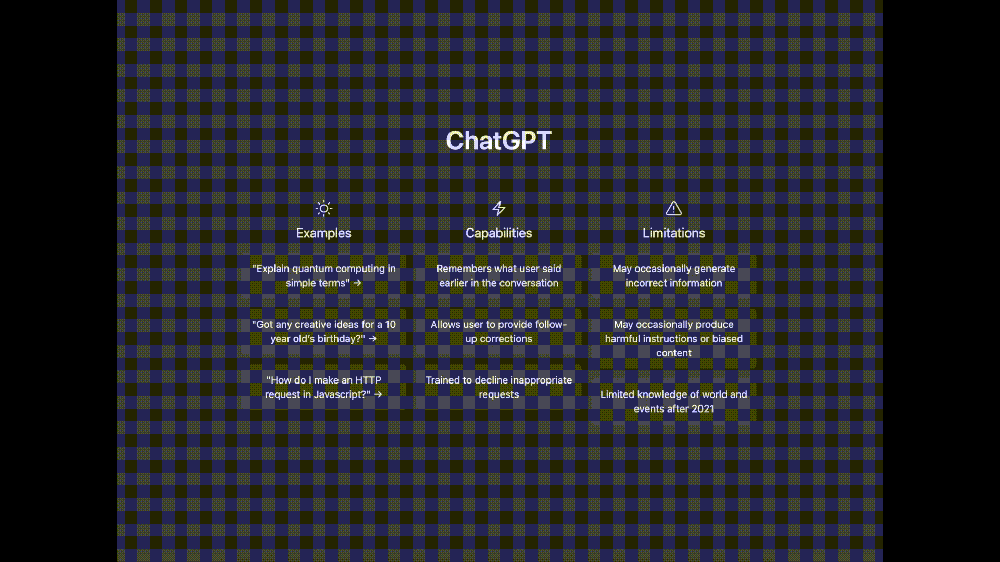 ChatGPT
Examples
"Explain quantum computing in
simple terms" →
"Got any creative ideas for a 10
year old’s birthday?" →
"How do I make an HTTP
request in Javascript?" →
Capabilities
Remembers what user said
earlier in the conversation
Allows user to provide follow-
up corrections
Trained to decline inappropriate
requests
Limitations
May occasionally generate
incorrect information
May occasionally produce
harmful instructions or biased
content
Limited knowledge of world and
events after 2021